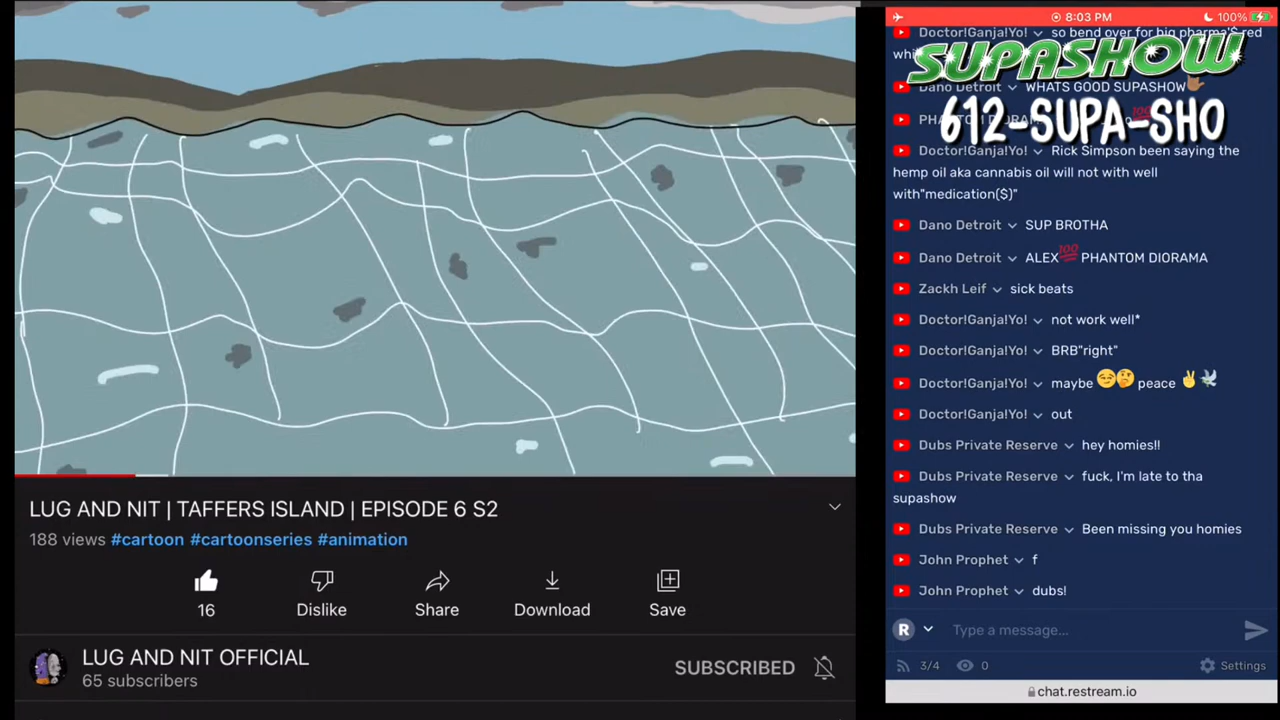 LUG AND NIT | TAFFERS ISLAND | EPISODE 6 S2
188 views #cartoon #cartoonseries #animation
16
Dislike
Share
Download
Save
LUG AND NIT OFFICIAL
65 subscribers
SUBSCRIBED
8:03 PM
100%
Doctor!Ganja!Yo! so bend over for big pharma'$ red
SUPASHOW
Dano Detroit WHATS GOOD SUPASHOW
612-SUPA-SHO
Doctor!Ganja!Yo! Rick Simpson been saying the
hemp oil aka cannabis oil will not with well
with"medication($)"
Dano Detroit SUP BROTHA
Dano Detroit ALEX💯 PHANTOM DIORAMA
Zackh Leif sick beats
Doctor!Ganja!Yo! not work well*
Doctor!Ganja!Yo! BRB"right"
Doctor!Ganja!Yo! maybe 😏🤔 peace ✌️🕊️
Doctor!Ganja!Yo! out
Dubs Private Reserve hey homies!!
Dubs Private Reserve fuck, I'm late to tha
supashow
Dubs Private Reserve Been missing you homies
John Prophet f
John Prophet dubs!
R Type a message...
3/4 0 Settings
chat.restream.io